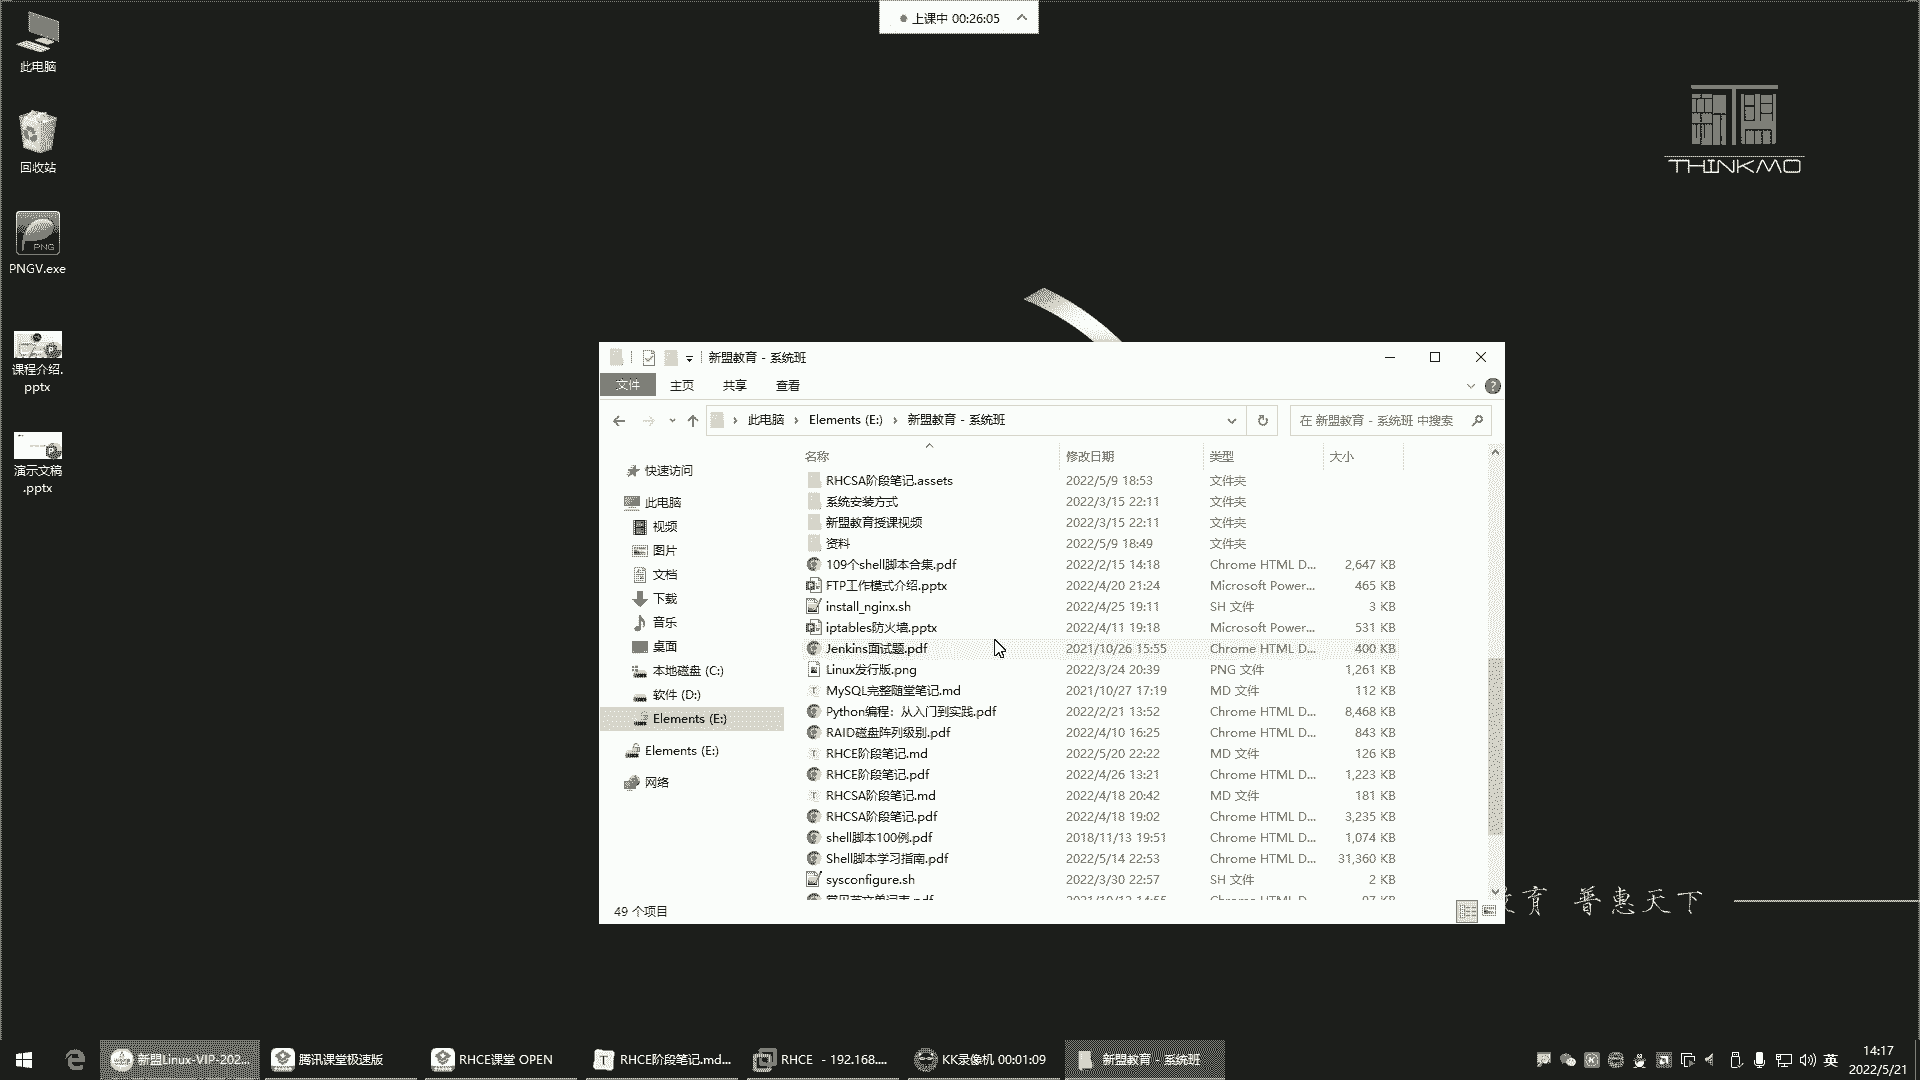 上课中 00:26:05
此电脑
回收站
PNG
PNGV.exe
课程介绍.
pptx
演示文稿
.pptx
THINKMO
新盟教育 - 系统班
文件 主页 共享 查看
此电脑 Elements (E:) 新盟教育 - 系统班
在 新盟教育 - 系统班 中搜索
快速访问
此电脑
视频
图片
文档
下载
音乐
桌面
本地磁盘 (C:)
软件 (D:)
Elements (E:)
Elements (E:)
网络
名称 修改日期 类型 大小
RHCSA阶段笔记.assets 2022/5/9 18:53 文件夹
系统安装方式 2022/3/15 22:11 文件夹
新盟教育授课视频 2022/3/15 22:11 文件夹
资料 2022/5/9 18:49 文件夹
109个shell脚本合集.pdf 2022/2/15 14:18 Chrome HTML D... 2,647 KB
FTP工作模式介绍.pptx 2022/4/20 21:24 Microsoft Power... 465 KB
install_nginx.sh 2022/4/25 19:11 SH 文件 3 KB
iptables防火墙.pptx 2022/4/11 19:18 Microsoft Power... 531 KB
Jenkins面试题.pdf 2021/10/26 15:55 Chrome HTML D... 400 KB
Linux发行版.png 2022/3/24 20:39 PNG 文件 1,261 KB
MySQL完整随堂笔记.md 2021/10/27 17:19 MD 文件 112 KB
Python编程：从入门到实践.pdf 2022/2/21 13:52 Chrome HTML D... 8,468 KB
RAID磁盘阵列级别.pdf 2022/4/10 16:25 Chrome HTML D... 843 KB
RHCE阶段笔记.md 2022/5/20 22:22 MD 文件 126 KB
RHCE阶段笔记.pdf 2022/4/26 13:21 Chrome HTML D... 1,223 KB
RHCSA阶段笔记.md 2022/4/18 20:42 MD 文件 181 KB
RHCSA阶段笔记.pdf 2022/4/18 19:02 Chrome HTML D... 3,235 KB
shell脚本100例.pdf 2018/11/13 19:51 Chrome HTML D... 1,074 KB
Shell脚本学习指南.pdf 2022/5/14 22:53 Chrome HTML D... 31,360 KB
sysconfigure.sh 2022/3/30 22:57 SH 文件 2 KB
49 个项目
育 普惠天下
新盟Linux-VIP-202... 腾讯课堂极速版 RHCE课堂 OPEN RHCE阶段笔记.md... RHCE - 192.168.... KK录像机 00:01:09 新盟教育 - 系统班
英
14:17
2022/5/21